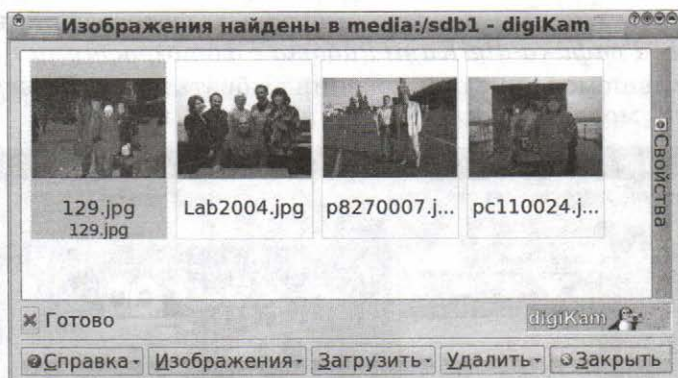 Изображения найдены в media:/sdb1 - digiKam
129.jpg
129.jpg
Lab2004.jpg
p8270007.j...
pc110024.j...
Свойства
Готово
digiKam
Справка
Изображения
Загрузить
Удалить
Закрыть